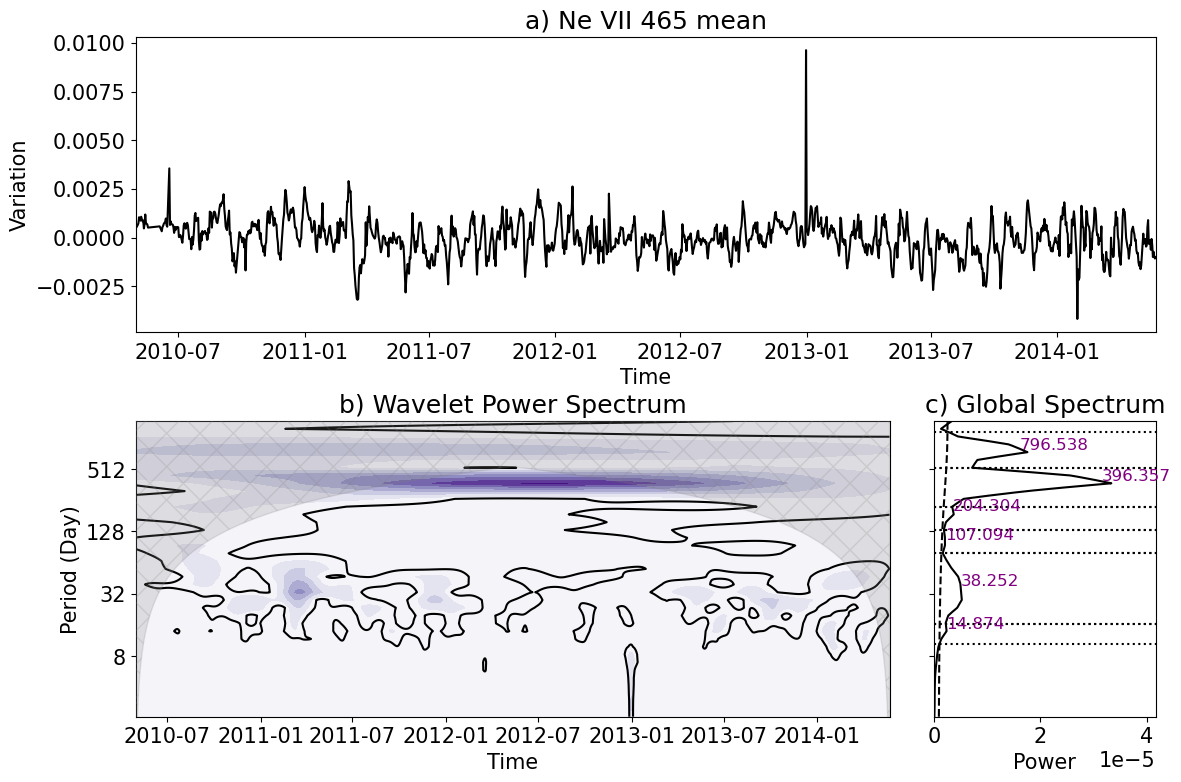 a) Ne VII 465 mean
0.0100
0.0075
0.0050
0.0025
0.0000
−0.0025
Variation
2010-07 2011-01 2011-07 2012-01 2012-07 2013-01 2013-07 2014-01
Time
b) Wavelet Power Spectrum
512
128
32
8
Period (Day)
2010-07 2011-01 2011-07 2012-01 2012-07 2013-01 2013-07 2014-01
Time
c) Global Spectrum
796.538
396.357
204.304
107.094
38.252
14.874
0 2 4
Power 1e−5